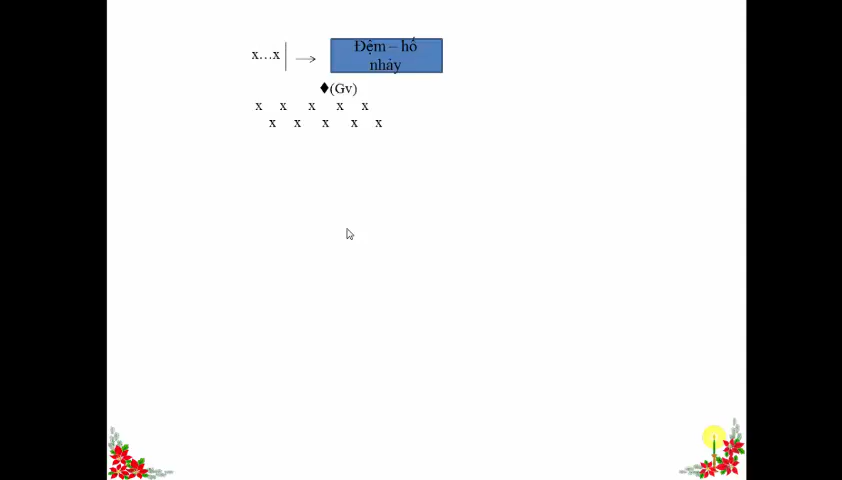 x…x
Đệm – hố
nhảy
(Gv)
x x x x x
x x x x x